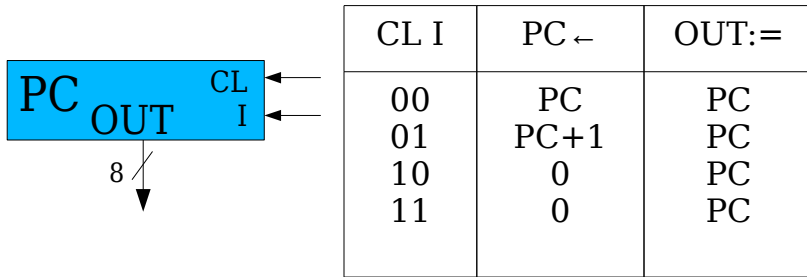 PC CL
OUT I
8
CL I PC← OUT:=
00 PC PC
01 PC+1 PC
10 0 PC
11 0 PC